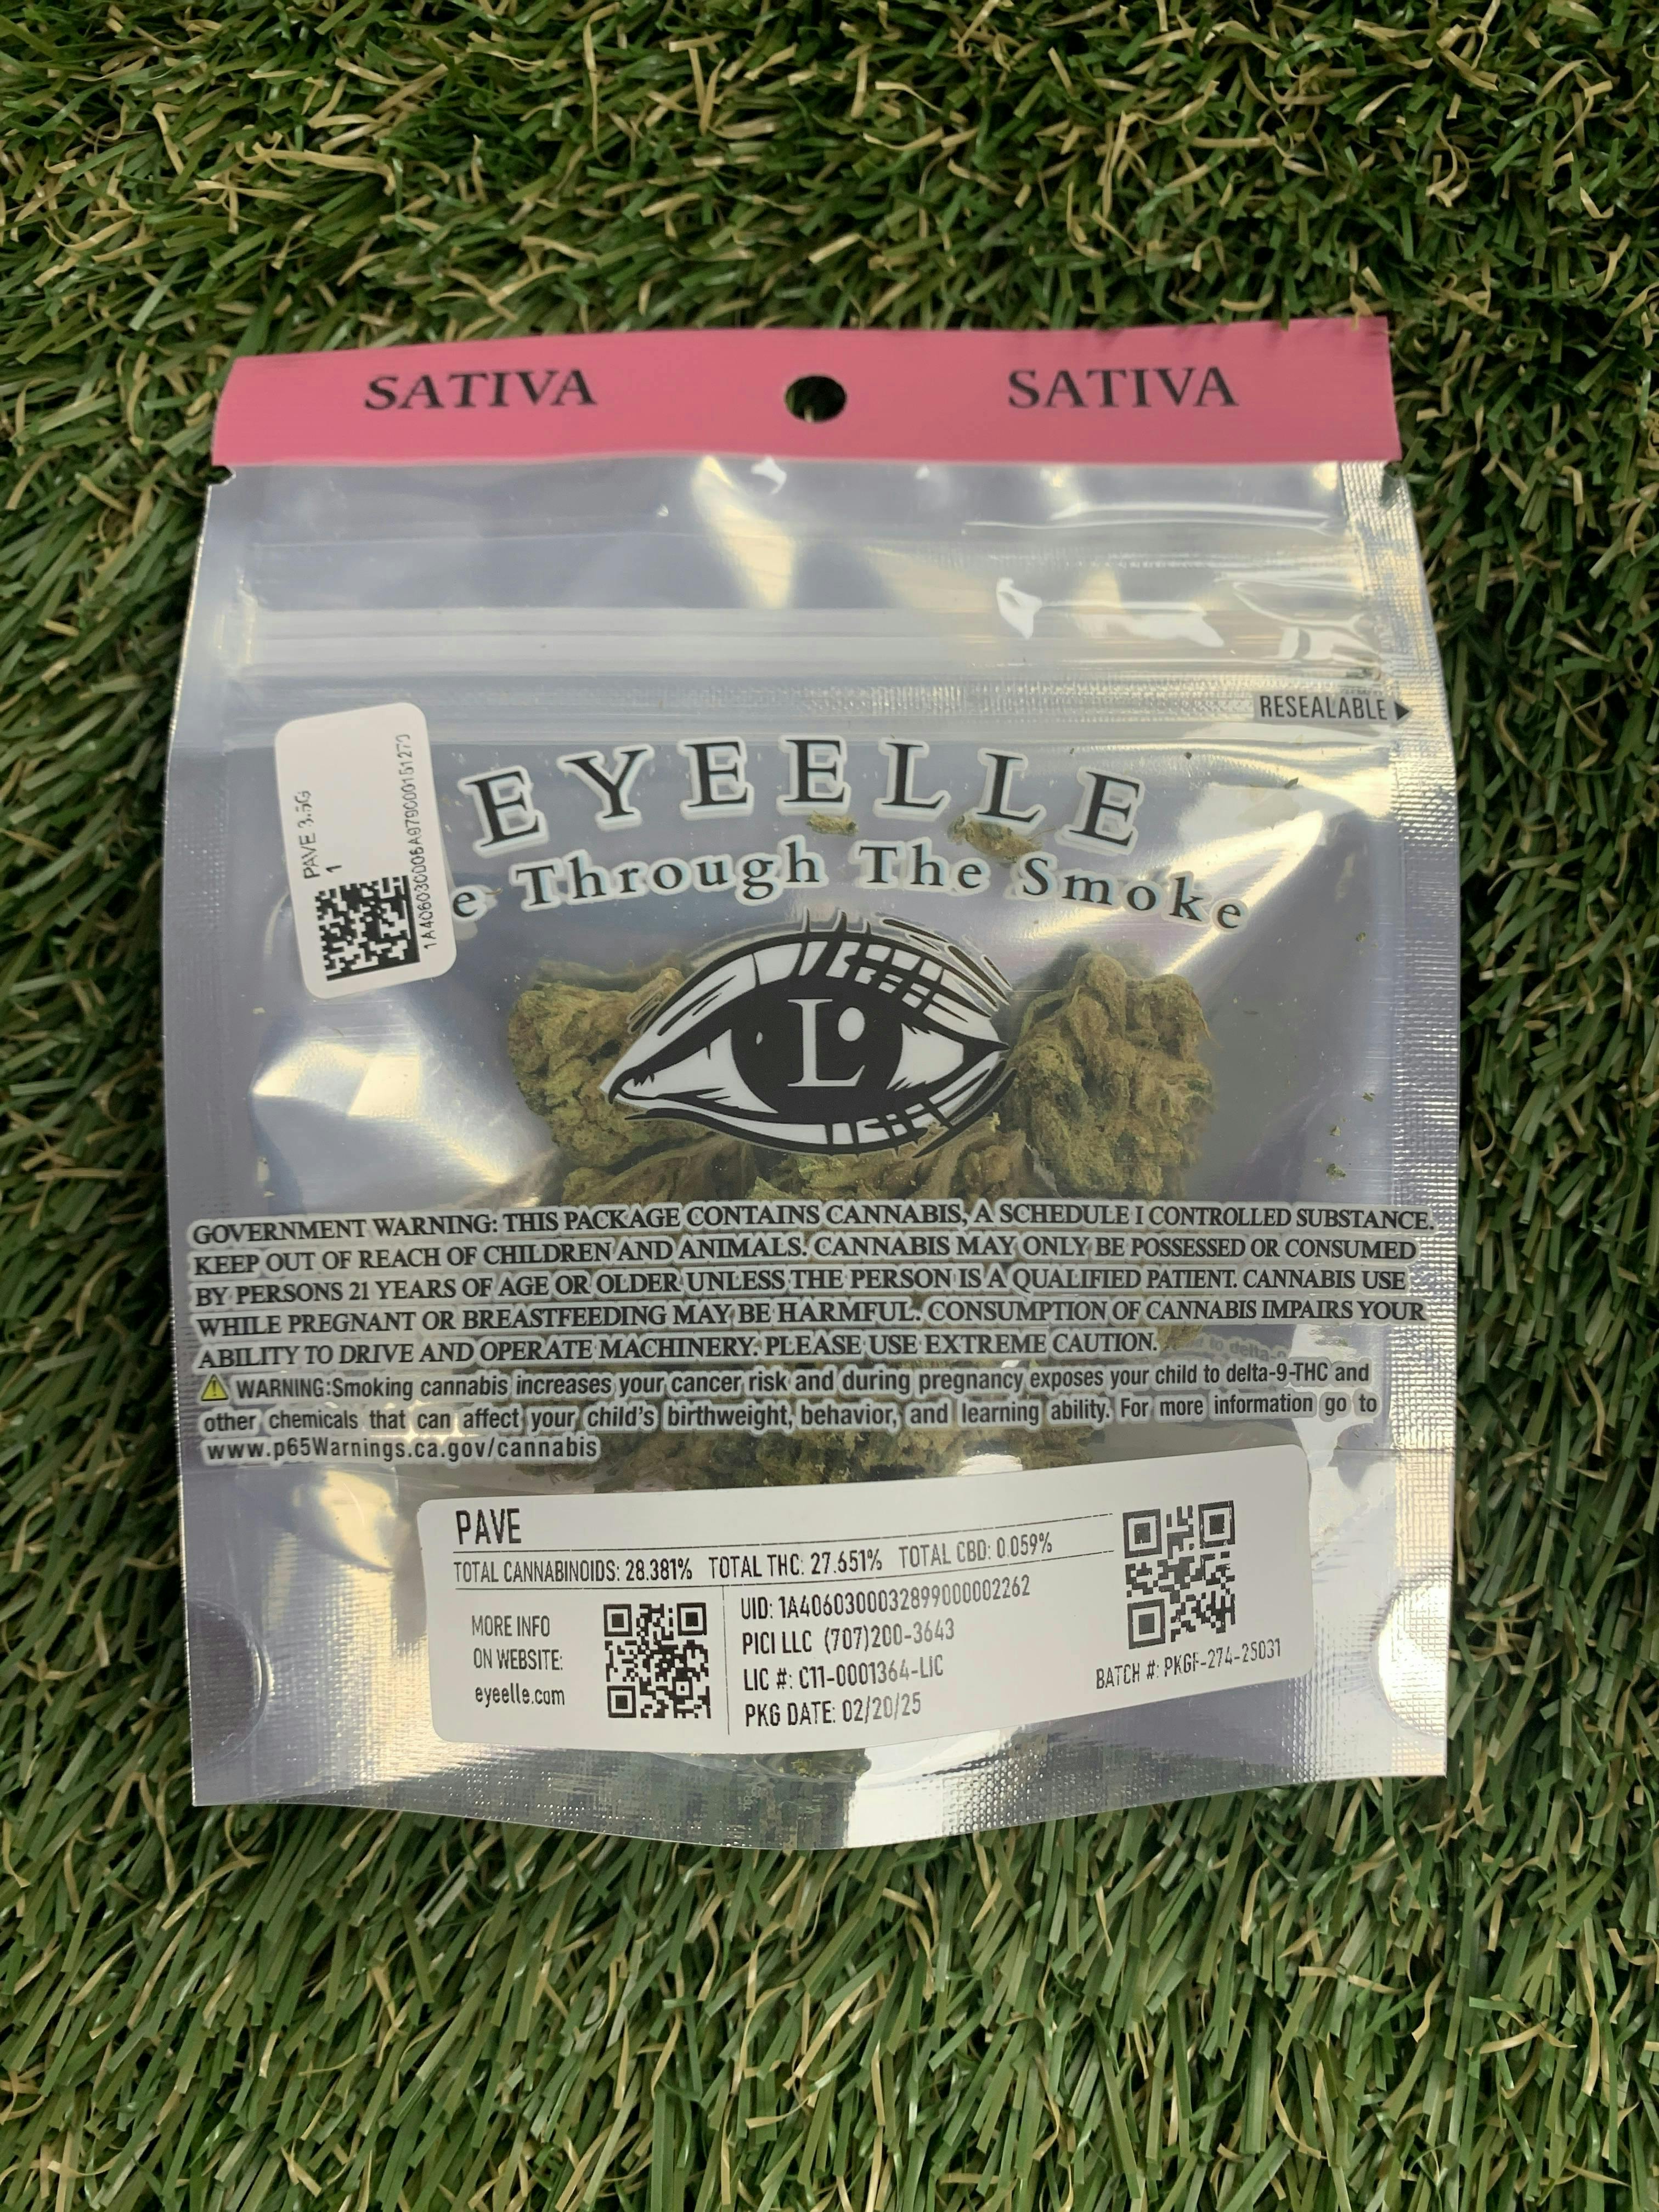 SATIVA SATIVA
RESEALABLE
PAVE 3.5G
1
EYEELLE
e Through The Smoke
L
GOVERNMENT WARNING: THIS PACKAGE CONTAINS CANNABIS, A SCHEDULE I CONTROLLED SUBSTANCE.
KEEP OUT OF REACH OF CHILDREN AND ANIMALS. CANNABIS MAY ONLY BE POSSESSED OR CONSUMED
BY PERSONS 21 YEARS OF AGE OR OLDER UNLESS THE PERSON IS A QUALIFIED PATIENT. CANNABIS USE
WHILE PREGNANT OR BREASTFEEDING MAY BE HARMFUL. CONSUMPTION OF CANNABIS IMPAIRS YOUR
ABILITY TO DRIVE AND OPERATE MACHINERY. PLEASE USE EXTREME CAUTION.
WARNING:Smoking cannabis increases your cancer risk and during pregnancy exposes your child to delta-9-THC and
other chemicals that can affect your child's birthweight, behavior, and learning ability. For more information go to
www.p65Warnings.ca.gov/cannabis
PAVE
TOTAL CANNABINOIDS: 28.381% TOTAL THC: 27.651% TOTAL CBD: 0.059%
MORE INFO
ON WEBSITE:
eyeelle.com
UID: 1A4060300032899000002262
PICI LLC (707)200-3643
LIC #: C11-0001364-LIC
PKG DATE: 02/20/25
BATCH #: PKGF-274-25031